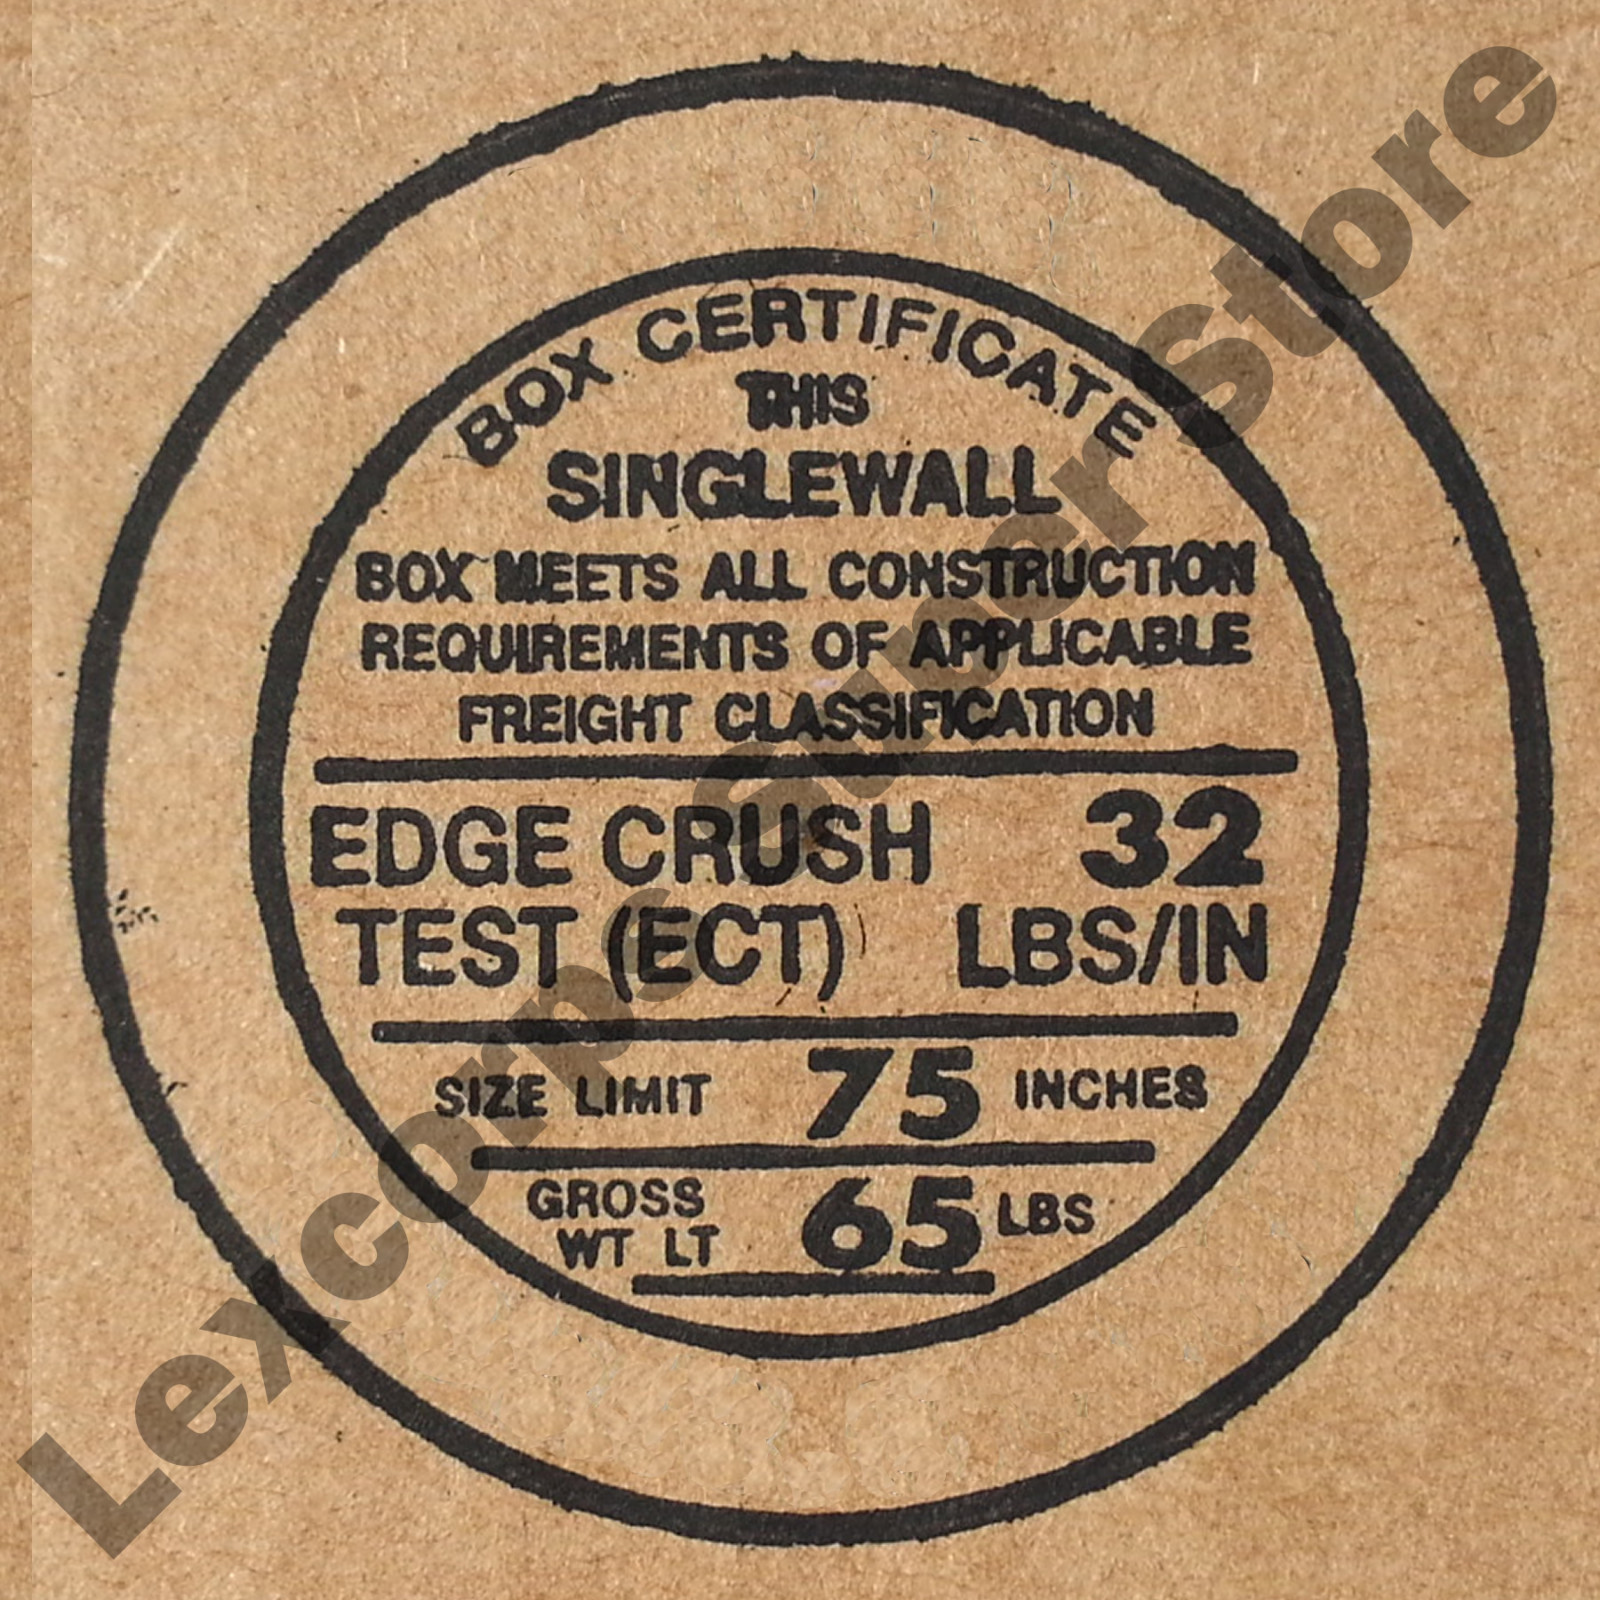 BOX CERTIFICATE
THIS
SINGLEWALL
BOX MEETS ALL CONSTRUCTION
REQUIREMENTS OF APPLICABLE
FREIGHT CLASSIFICATION
EDGE CRUSH 32
TEST (ECT) LBS/IN
SIZE LIMIT 75 INCHES
GROSS
WT LT 65 LBS
Lexcorps Super Store